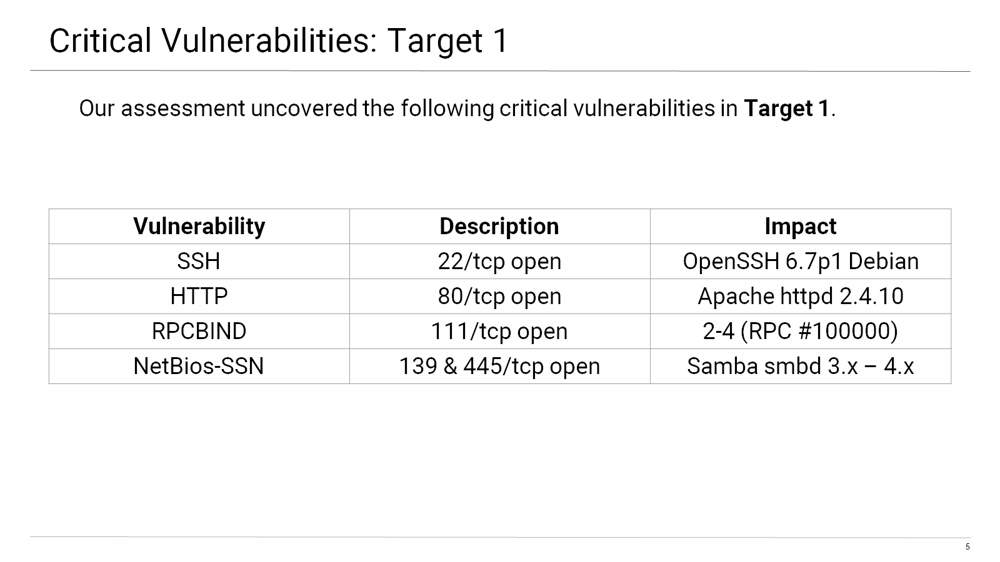 Critical Vulnerabilities: Target 1
Our assessment uncovered the following critical vulnerabilities in Target 1.
Vulnerability Description Impact
SSH 22/tcp open OpenSSH 6.7p1 Debian
HTTP 80/tcp open Apache httpd 2.4.10
RPCBIND 111/tcp open 2-4 (RPC #100000)
NetBios-SSN 139 & 445/tcp open Samba smbd 3.x – 4.x
5